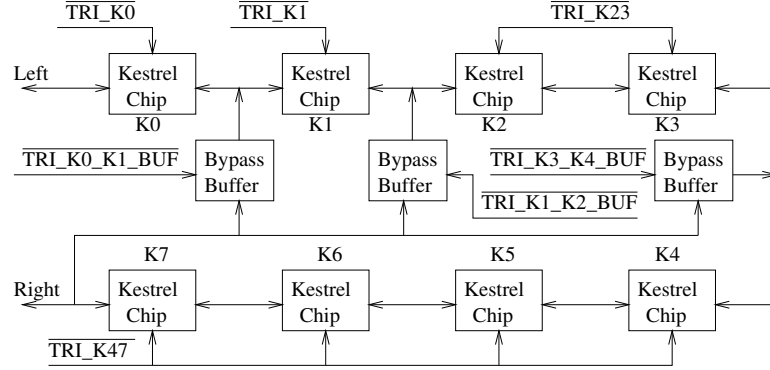 TRI_K0 TRI_K1 TRI_K23
Left Kestrel Kestrel Kestrel Kestrel
Chip Chip Chip Chip
K0 K1 K2 K3
TRI_K0_K1_BUF Bypass Bypass TRI_K3_K4_BUF Bypass
Buffer Buffer Buffer
TRI_K1_K2_BUF
K7 K6 K5 K4
Right Kestrel Kestrel Kestrel Kestrel
Chip Chip Chip Chip
TRI_K47